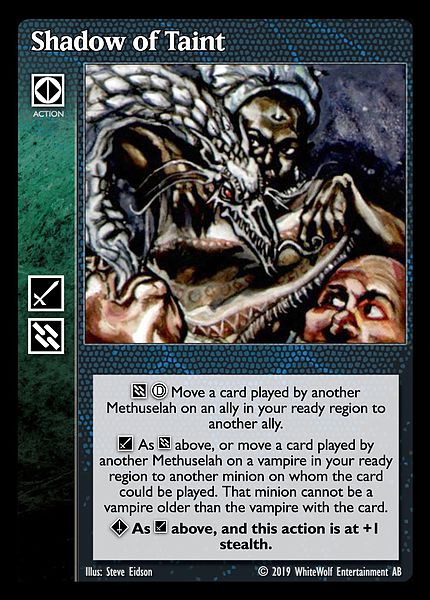 Shadow of Taint
ACTION
D Move a card played by another
Methuselah on an ally in your ready region to
another ally.
As above, or move a card played by
another Methuselah on a vampire in your ready
region to another minion on whom the card
could be played. That minion cannot be a
vampire older than the vampire with the card.
As above, and this action is at +1
stealth.
Illus: Steve Eidson © 2019 WhiteWolf Entertainment AB